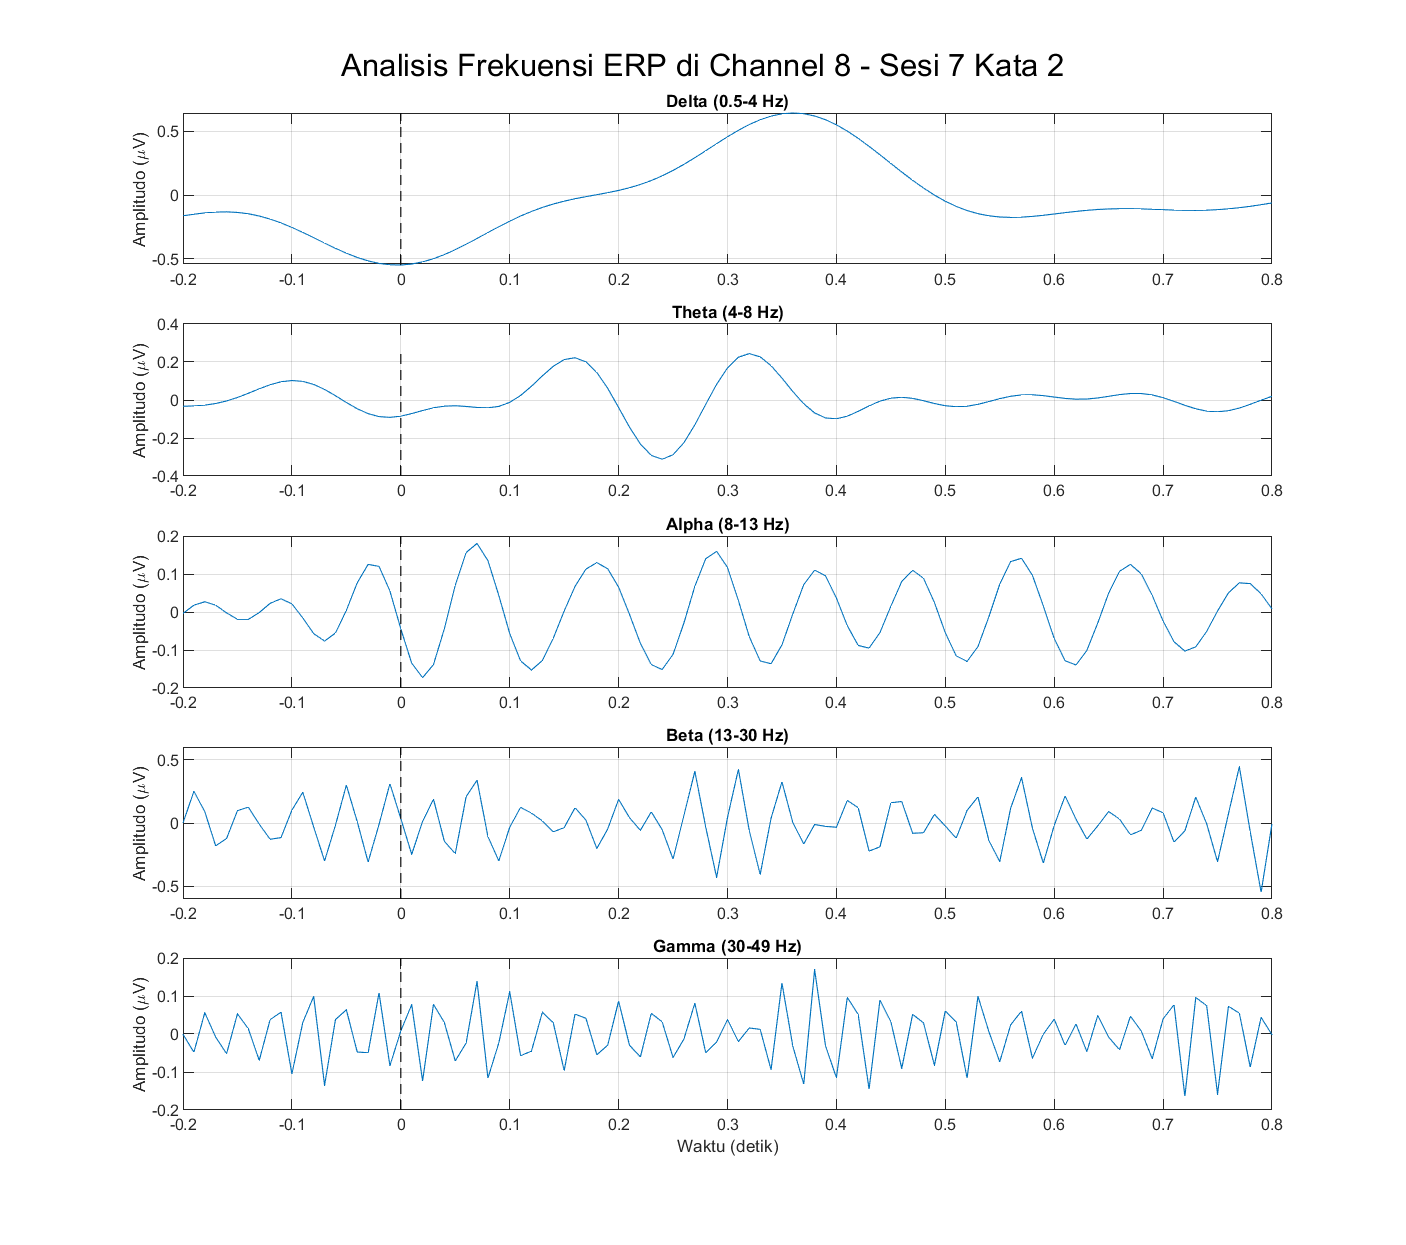 Analisis Frekuensi ERP di Channel 8 - Sesi 7 Kata 2
Delta (0.5-4 Hz)
Amplitudo (μV)
0.5
0
-0.5
-0.2 -0.1 0 0.1 0.2 0.3 0.4 0.5 0.6 0.7 0.8
Theta (4-8 Hz)
Amplitudo (μV)
0.4
0.2
0
-0.2
-0.4
-0.2 -0.1 0 0.1 0.2 0.3 0.4 0.5 0.6 0.7 0.8
Alpha (8-13 Hz)
Amplitudo (μV)
0.2
0.1
0
-0.1
-0.2
-0.2 -0.1 0 0.1 0.2 0.3 0.4 0.5 0.6 0.7 0.8
Beta (13-30 Hz)
Amplitudo (μV)
0.5
0
-0.5
-0.2 -0.1 0 0.1 0.2 0.3 0.4 0.5 0.6 0.7 0.8
Gamma (30-49 Hz)
Amplitudo (μV)
0.2
0.1
0
-0.1
-0.2
-0.2 -0.1 0 0.1 0.2 0.3 0.4 0.5 0.6 0.7 0.8
Waktu (detik)